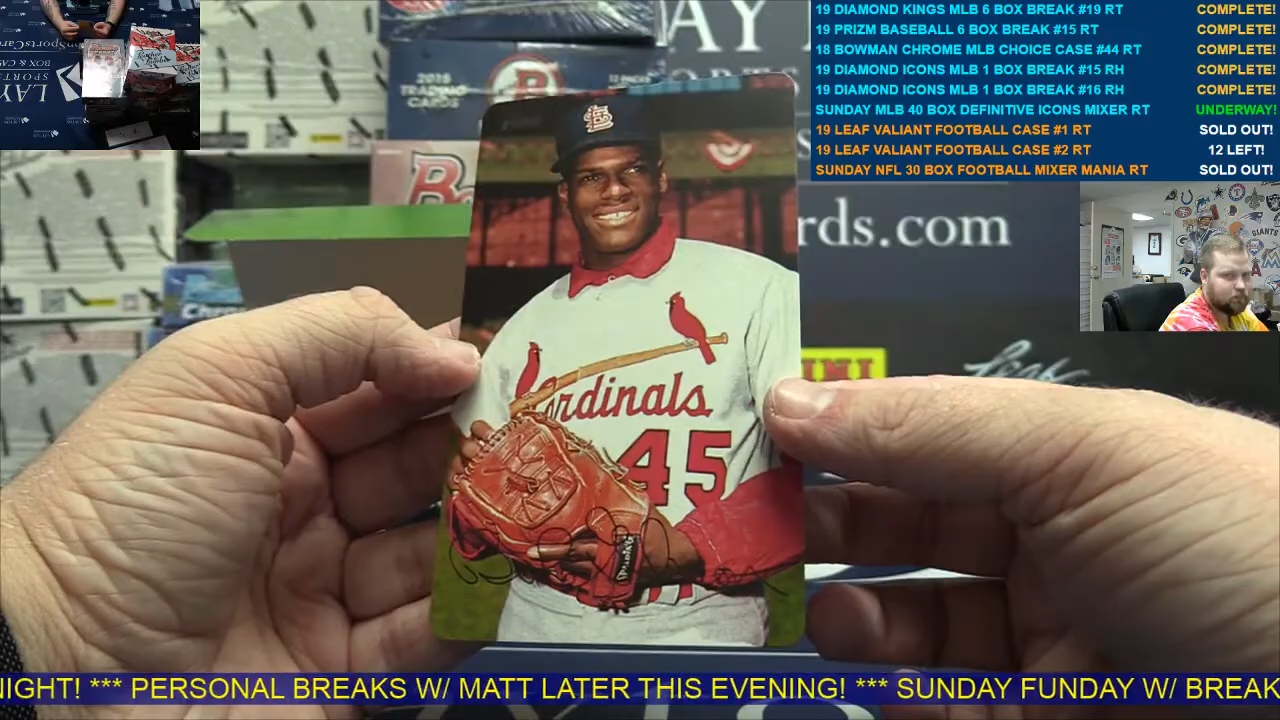 19 DIAMOND KINGS MLB 6 BOX BREAK #19 RT COMPLETE!
19 PRIZM BASEBALL 6 BOX BREAK #15 RT COMPLETE!
18 BOWMAN CHROME MLB CHOICE CASE #44 RT COMPLETE!
19 DIAMOND ICONS MLB 1 BOX BREAK #15 RH COMPLETE!
19 DIAMOND ICONS MLB 1 BOX BREAK #16 RH COMPLETE!
SUNDAY MLB 40 BOX DEFINITIVE ICONS MIXER RT UNDERWAY!
19 LEAF VALIANT FOOTBALL CASE #1 RT SOLD OUT!
19 LEAF VALIANT FOOTBALL CASE #2 RT 12 LEFT!
SUNDAY NFL 30 BOX FOOTBALL MIXER MANIA RT SOLD OUT!
TRADING CARDS
B
rds.com
GIANTS
Leaf
Cardinals
45
NIGHT! *** PERSONAL BREAKS W/ MATT LATER THIS EVENING! *** SUNDAY FUNDAY W/ BREAK